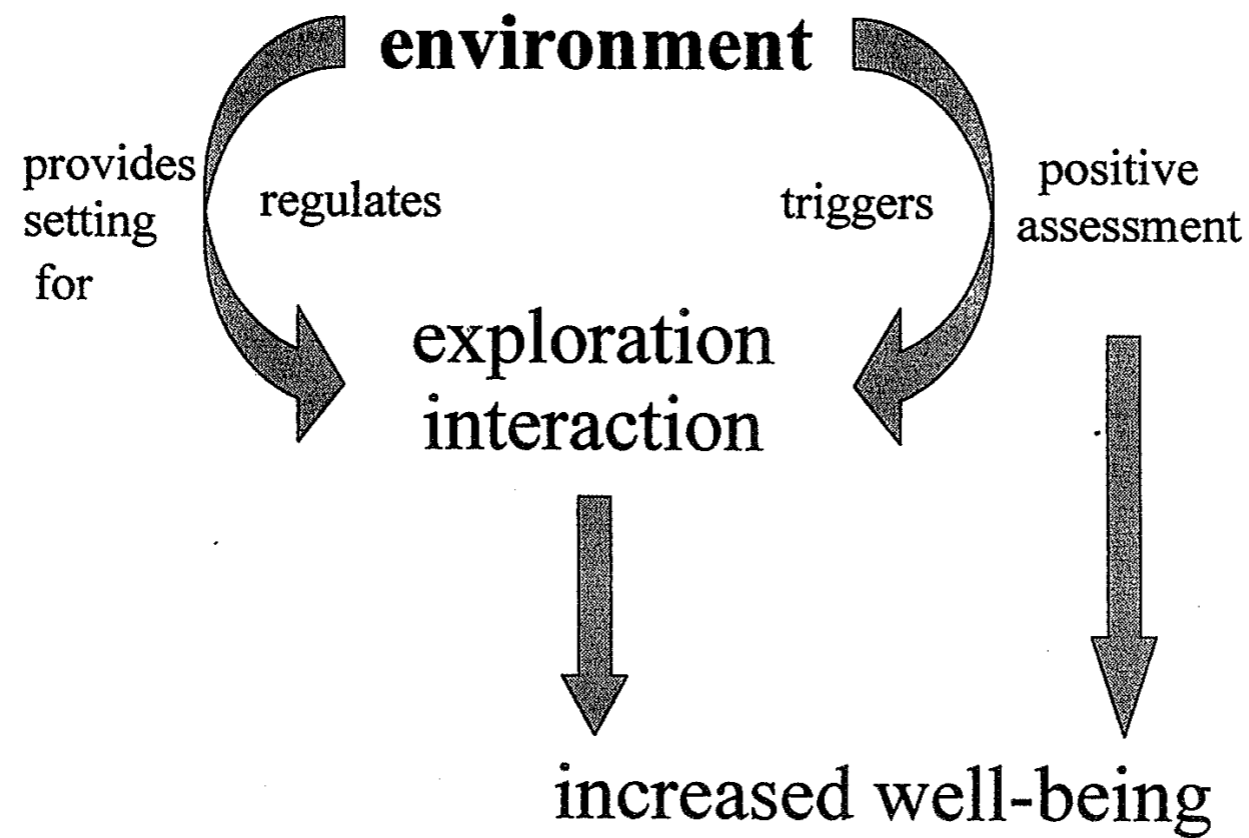 environment
provides
setting
for
regulates
triggers
positive
assessment
exploration
interaction
increased well-being